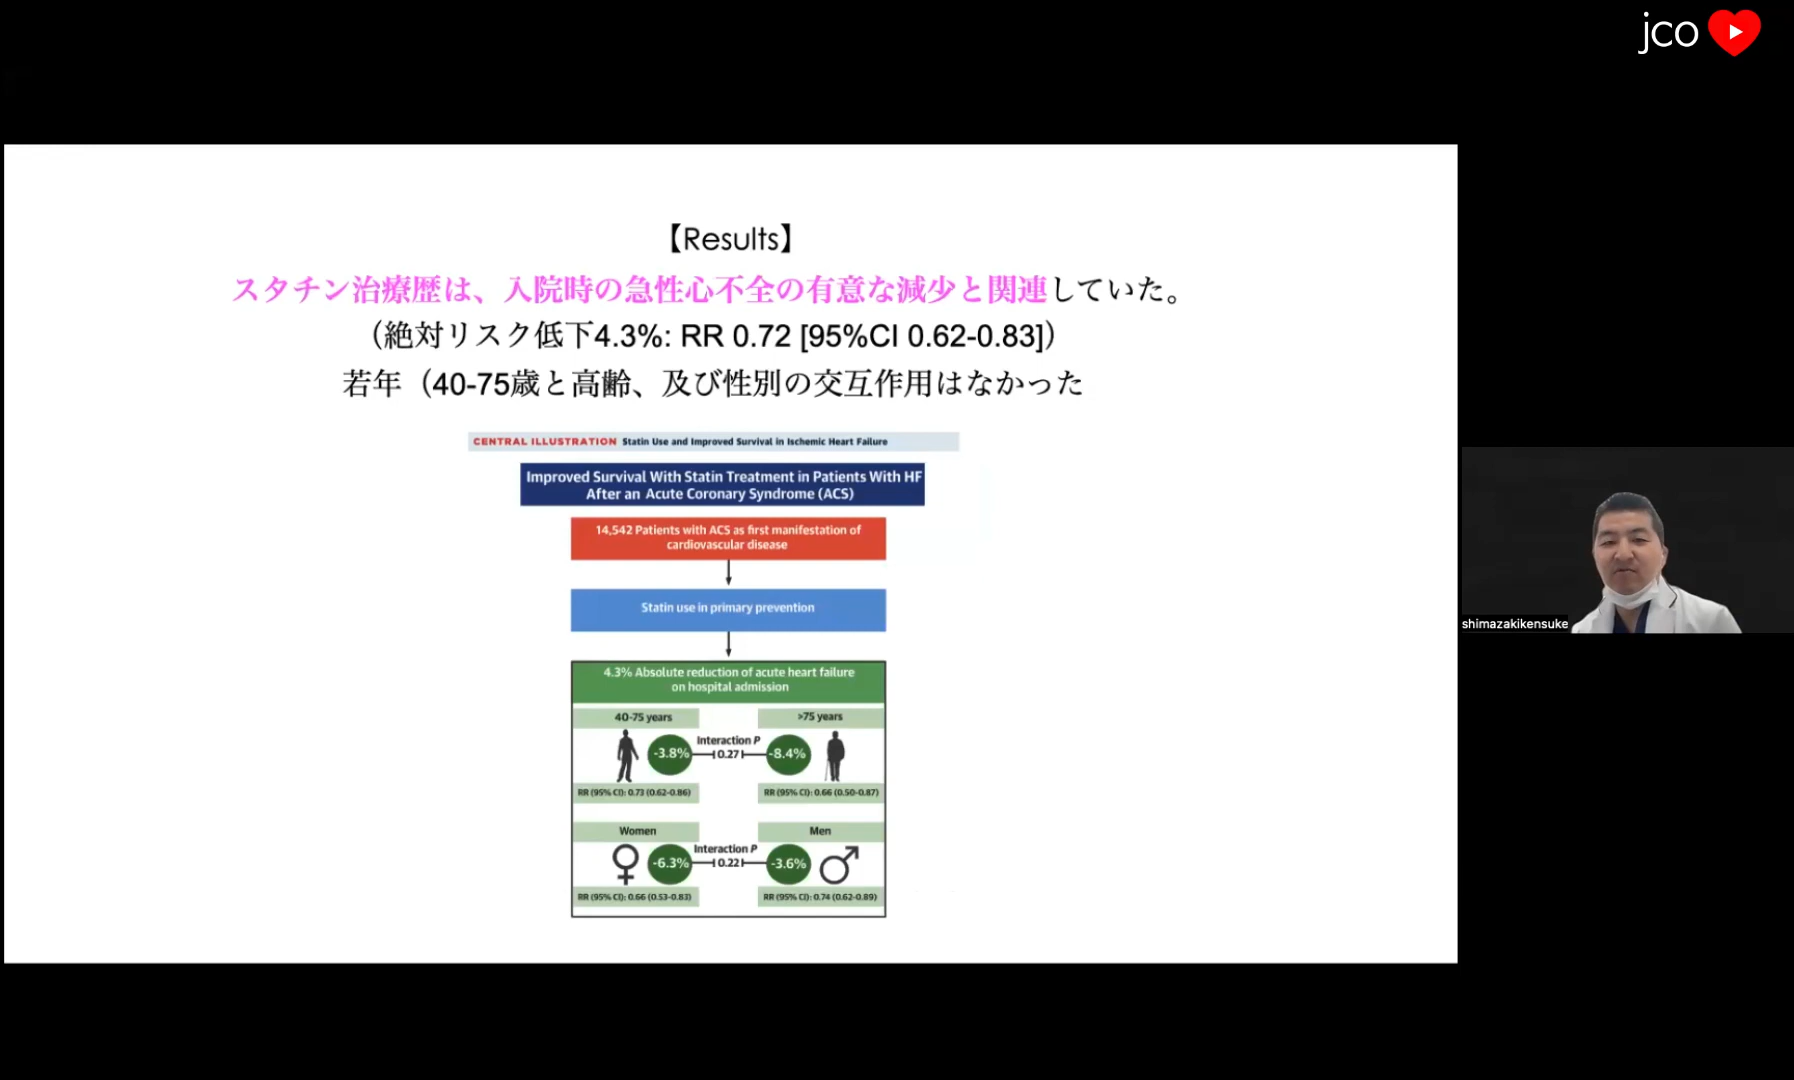 jco
【Results】
スタチン治療歴は、入院時の急性心不全の有意な減少と関連していた。
（絶対リスク低下4.3%: RR 0.72 [95%CI 0.62-0.83]）
若年（40-75歳と高齢、及び性別の交互作用はなかった
CENTRAL ILLUSTRATION Statin Use and Improved Survival in Ischemic Heart Failure
Improved Survival With Statin Treatment in Patients With HF
After an Acute Coronary Syndrome (ACS)
14,542 Patients with ACS as first manifestation of
cardiovascular disease
Statin use in primary prevention
4.3% Absolute reduction of acute heart failure
on hospital admission
40-75 years
>75 years
-3.8%
Interaction P
0.27
-8.4%
RR (95% CI): 0.73 (0.62-0.86)
RR (95% CI): 0.66 (0.50-0.87)
Women
Men
-6.3%
Interaction P
0.22
-3.6%
RR (95% CI): 0.66 (0.53-0.83)
RR (95% CI): 0.74 (0.62-0.89)
shimazakikensuke